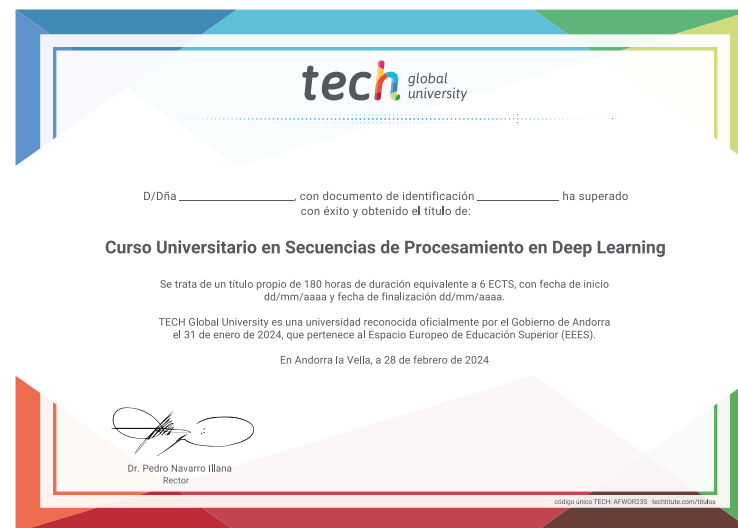 tech global university
D/Dña ____________________, con documento de identificación ______________ ha superado
con éxito y obtenido el título de:
Curso Universitario en Secuencias de Procesamiento en Deep Learning
Se trata de un título propio de 180 horas de duración equivalente a 6 ECTS, con fecha de inicio
dd/mm/aaaa y fecha de finalización dd/mm/aaaa.
TECH Global University es una universidad reconocida oficialmente por el Gobierno de Andorra
el 31 de enero de 2024, que pertenece al Espacio Europeo de Educación Superior (EEES).
En Andorra la Vella, a 28 de febrero de 2024
Dr. Pedro Navarro Illana
Rector
código único TECH: AFWOR23S techtitute.com/titulos